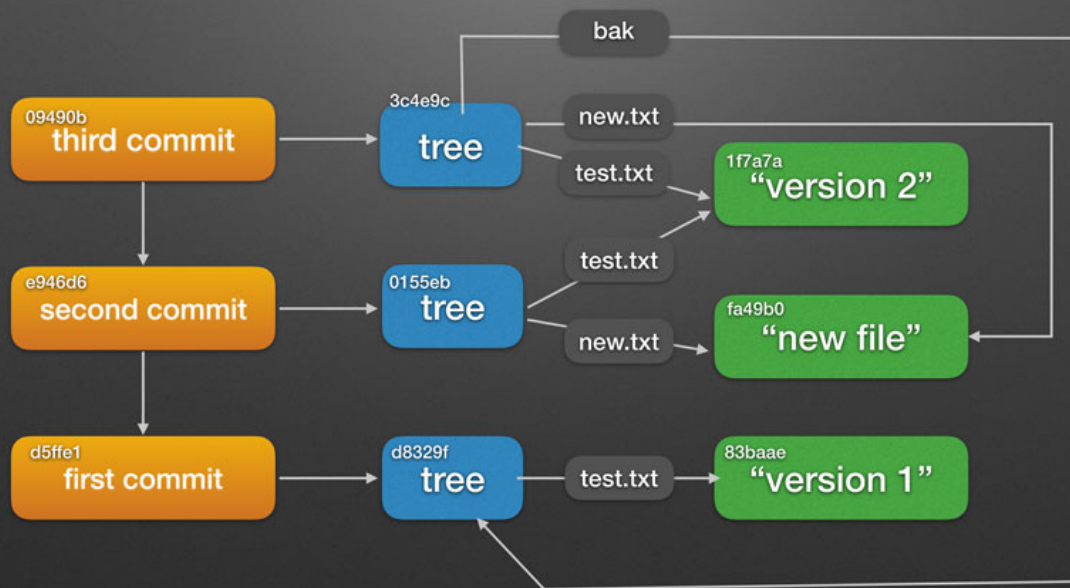 bak
09490b
third commit
3c4e9c
tree
new.txt
test.txt
1f7a7a
“version 2”
e946d6
second commit
0155eb
tree
test.txt
new.txt
fa49b0
“new file”
d5ffe1
first commit
d8329f
tree
test.txt
83baae
“version 1”